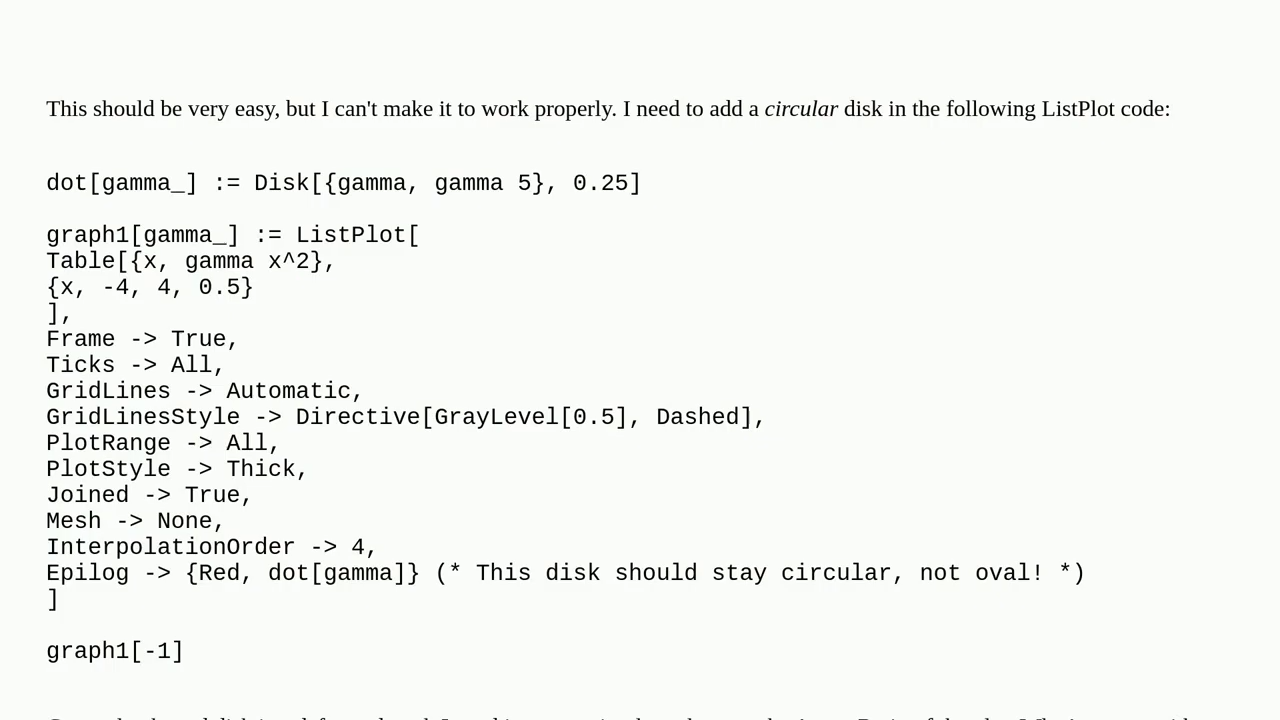 This should be very easy, but I can't make it to work properly. I need to add a circular disk in the following ListPlot code:
dot[gamma_] := Disk[{gamma, gamma 5}, 0.25]
graph1[gamma_] := ListPlot[
Table[{x, gamma x^2},
{x, -4, 4, 0.5}
],
Frame -> True,
Ticks -> All,
GridLines -> Automatic,
GridLinesStyle -> Directive[GrayLevel[0.5], Dashed],
PlotRange -> All,
PlotStyle -> Thick,
Joined -> True,
Mesh -> None,
InterpolationOrder -> 4,
Epilog -> {Red, dot[gamma]} (* This disk should stay circular, not oval! *)
]
graph1[-1]